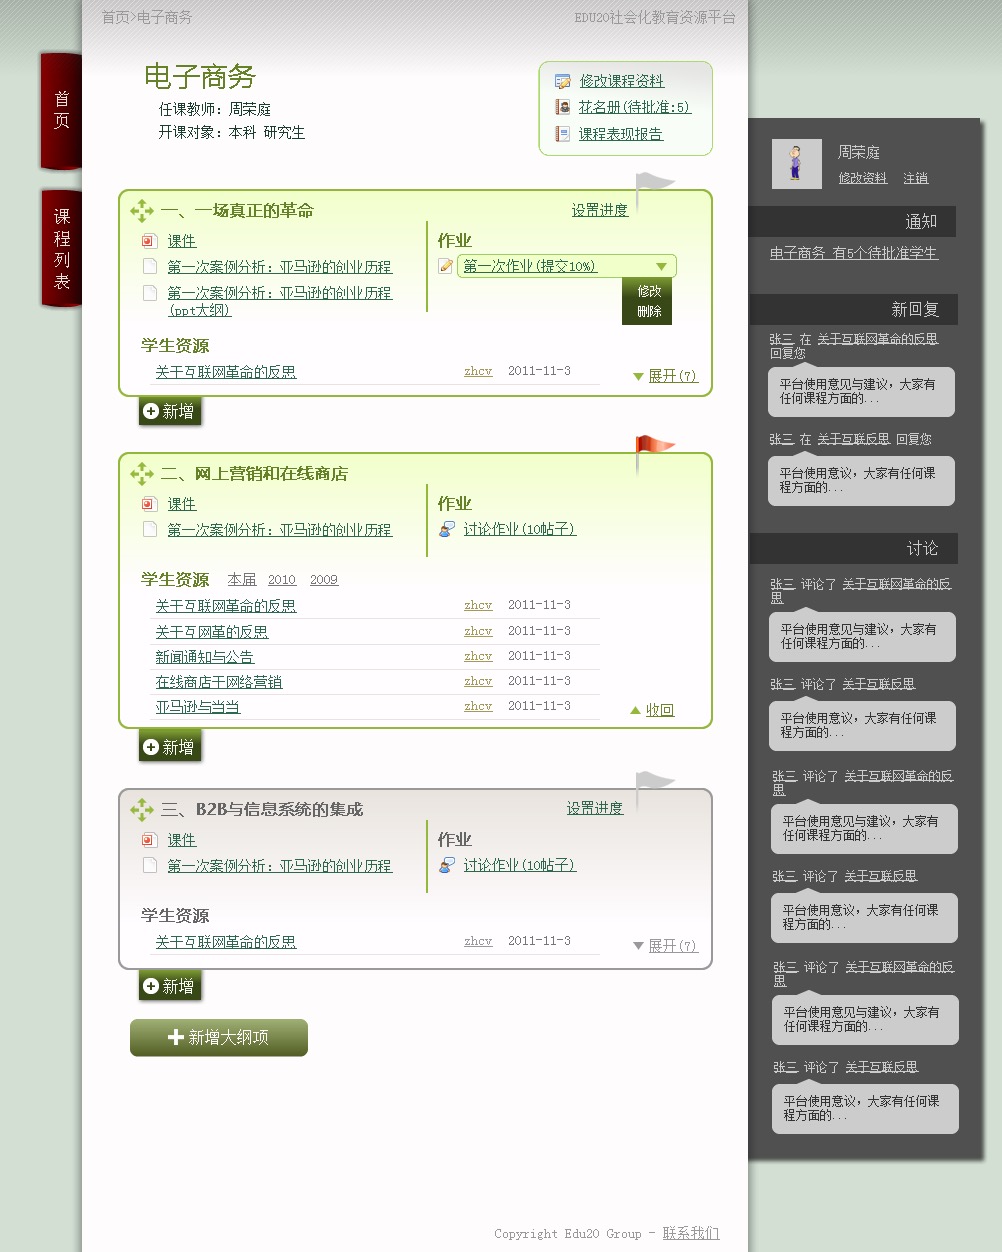 首页>电子商务
EDU20社会化教育资源平台
首页
课程列表
电子商务
任课教师：周荣庭
开课对象：本科 研究生
修改课程资料
花名册(待批准:5)
课程表现报告
一、一场真正的革命
设置进度
课件
第一次案例分析：亚马逊的创业历程
第一次案例分析：亚马逊的创业历程
(ppt大纲)
作业
第一次作业(提交10%)
修改
删除
学生资源
关于互联网革命的反思 zhcv 2011-11-3
展开(7)
新增
二、网上营销和在线商店
课件
第一次案例分析：亚马逊的创业历程
作业
讨论作业(10帖子)
学生资源 本届 2010 2009
关于互联网革命的反思 zhcv 2011-11-3
关于互网革的反思 zhcv 2011-11-3
新闻通知与公告 zhcv 2011-11-3
在线商店于网络营销 zhcv 2011-11-3
亚马逊与当当 zhcv 2011-11-3
收回
新增
三、B2B与信息系统的集成
设置进度
课件
第一次案例分析：亚马逊的创业历程
作业
讨论作业(10帖子)
学生资源
关于互联网革命的反思 zhcv 2011-11-3
展开(7)
新增
新增大纲项
周荣庭
修改资料 注销
通知
电子商务 有5个待批准学生
新回复
张三 在 关于互联网革命的反思
回复您
平台使用意见与建议，大家有
任何课程方面的...
张三 在 关于互联反思 回复您
平台使用意议，大家有任何课
程方面的...
讨论
张三 评论了 关于互联网革命的反
思
平台使用意见与建议，大家有
任何课程方面的...
张三 评论了 关于互联反思
平台使用意议，大家有任何课
程方面的...
张三 评论了 关于互联网革命的反
思
平台使用意见与建议，大家有
任何课程方面的...
张三 评论了 关于互联反思
平台使用意议，大家有任何课
程方面的...
张三 评论了 关于互联网革命的反
思
平台使用意见与建议，大家有
任何课程方面的...
张三 评论了 关于互联反思
平台使用意议，大家有任何课
程方面的...
Copyright Edu20 Group - 联系我们